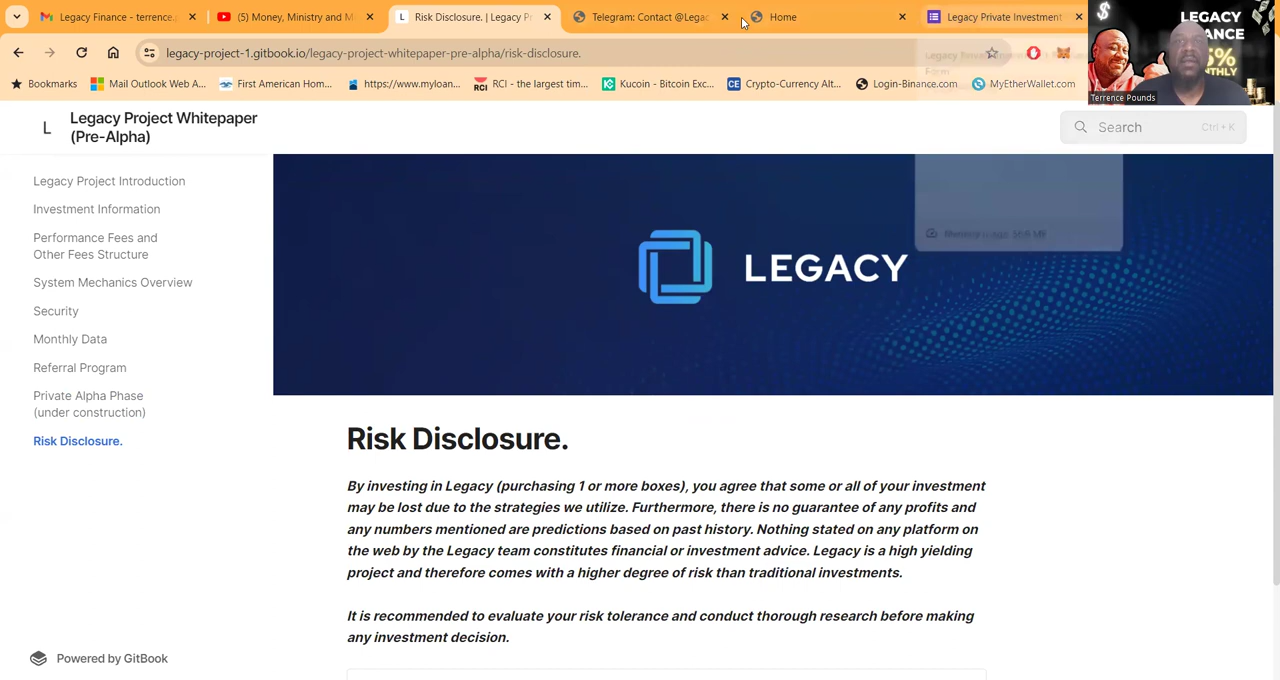 Legacy Finance - terrence.
(5) Money, Ministry and M
Risk Disclosure. | Legacy P
Telegram: Contact @Legac
Home
Legacy Private Investment
legacy-project-1.gitbook.io/legacy-project-whitepaper-pre-alpha/risk-disclosure.
Bookmarks
Mail Outlook Web A...
First American Hom...
https://www.myloan...
RCI - the largest tim...
Kucoin - Bitcoin Exc...
Crypto-Currency Alt...
Login-Binance.com
MyEtherWallet.com
LEGACY
5%
MONTHLY
Terrence Pounds
L
Legacy Project Whitepaper
(Pre-Alpha)
Search
Ctrl + K
Legacy Project Introduction
Investment Information
Performance Fees and
Other Fees Structure
System Mechanics Overview
Security
Monthly Data
Referral Program
Private Alpha Phase
(under construction)
Risk Disclosure.
Powered by GitBook
LEGACY
Risk Disclosure.
By investing in Legacy (purchasing 1 or more boxes), you agree that some or all of your investment
may be lost due to the strategies we utilize. Furthermore, there is no guarantee of any profits and
any numbers mentioned are predictions based on past history. Nothing stated on any platform on
the web by the Legacy team constitutes financial or investment advice. Legacy is a high yielding
project and therefore comes with a higher degree of risk than traditional investments.
It is recommended to evaluate your risk tolerance and conduct thorough research before making
any investment decision.